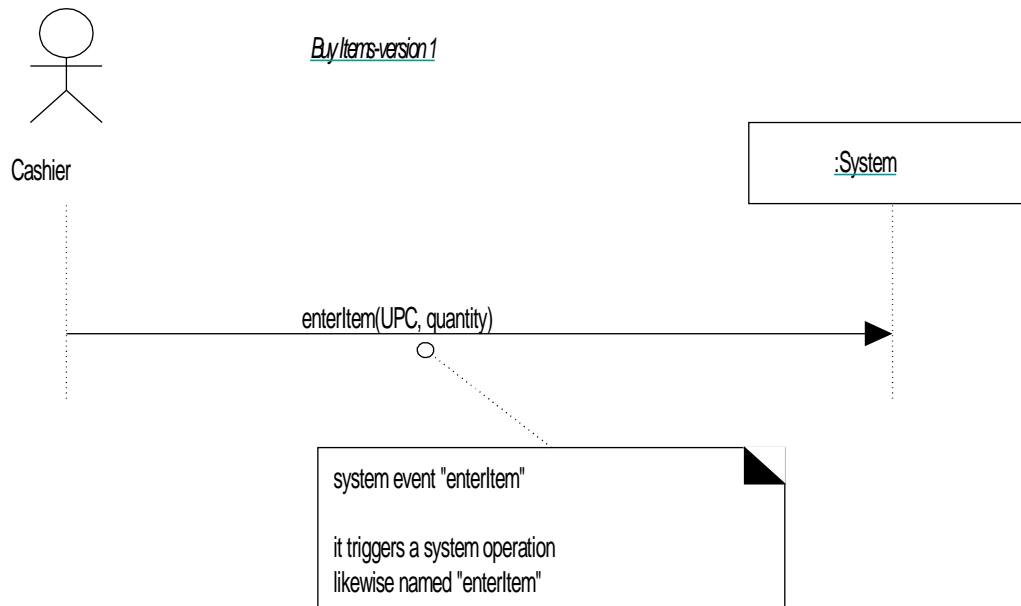 Buy Items-version 1
Cashier
:System
enterItem(UPC, quantity)
system event "enterItem"
it triggers a system operation
likewise named "enterItem"